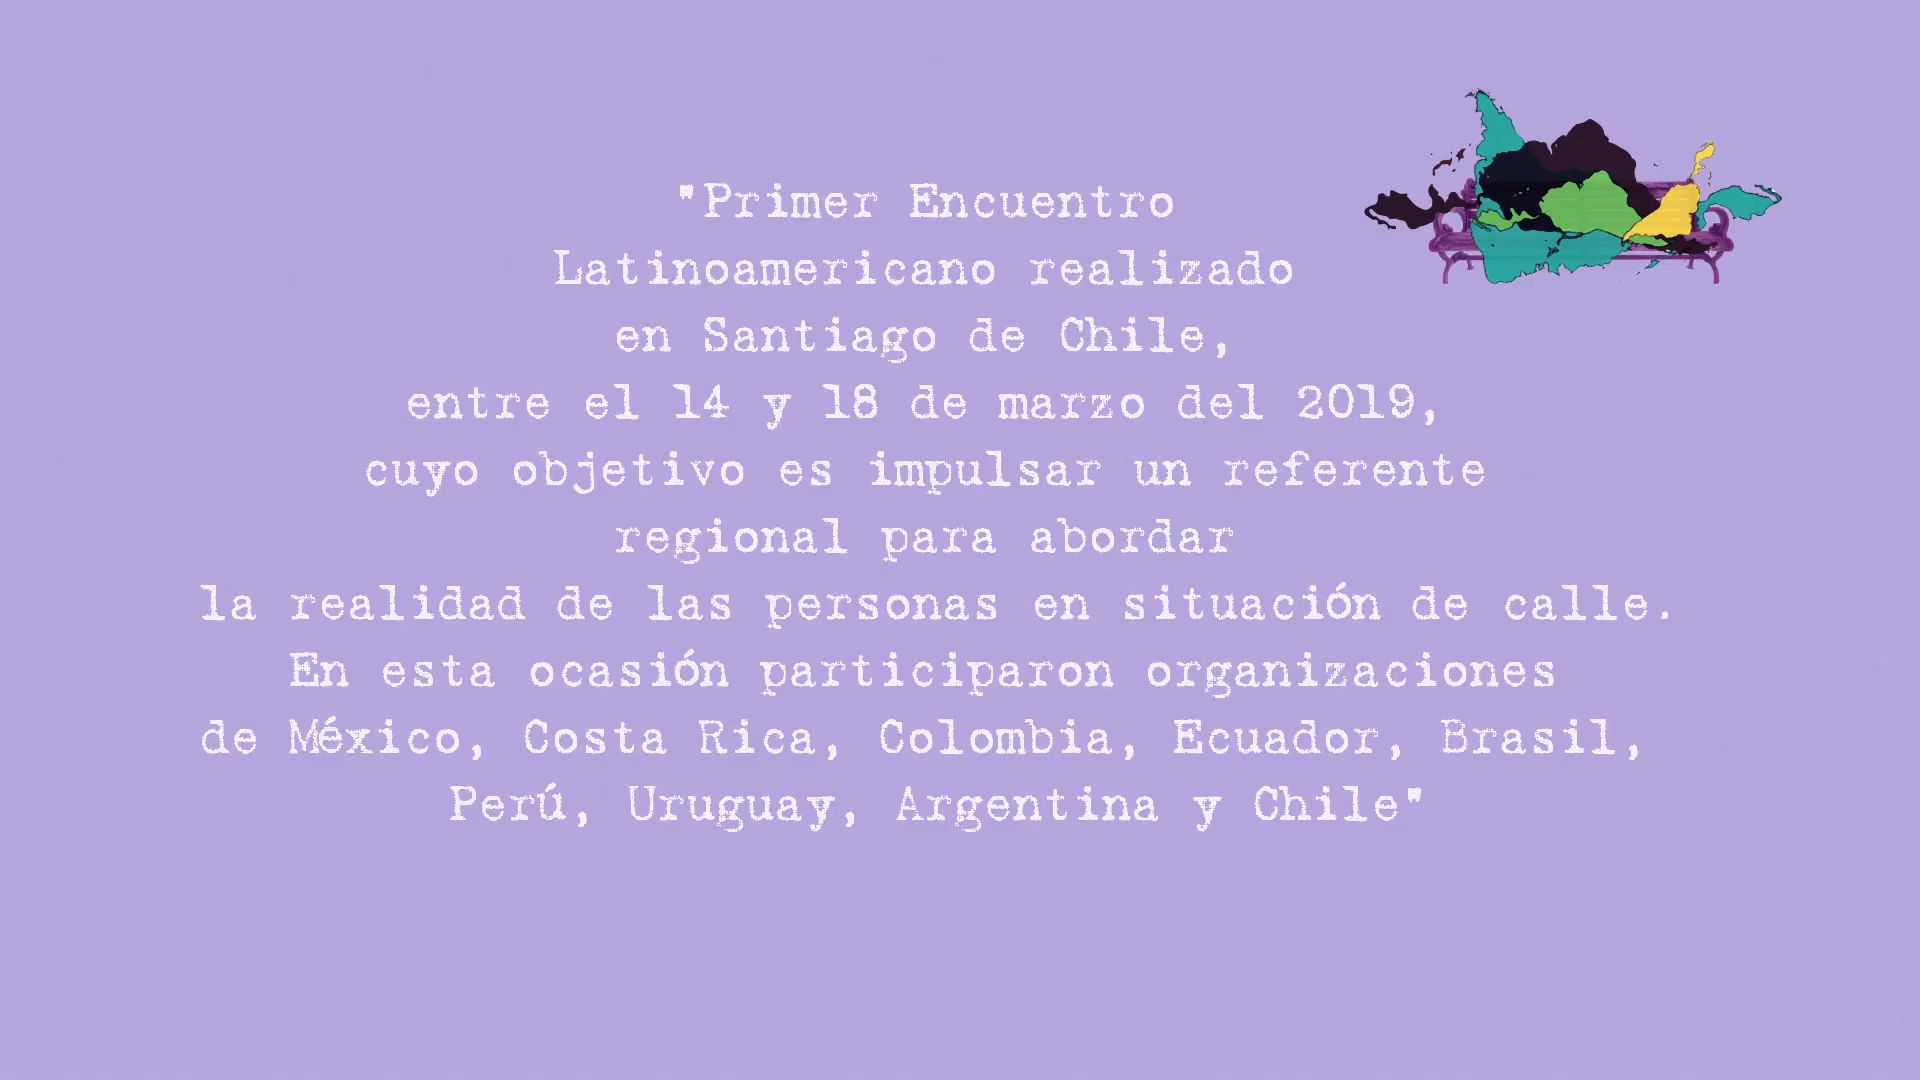 "Primer Encuentro
Latinoamericano realizado
en Santiago de Chile,
entre el 14 y 18 de marzo del 2019,
cuyo objetivo es impulsar un referente
regional para abordar
la realidad de las personas en situación de calle.
En esta ocasión participaron organizaciones
de México, Costa Rica, Colombia, Ecuador, Brasil,
Perú, Uruguay, Argentina y Chile"